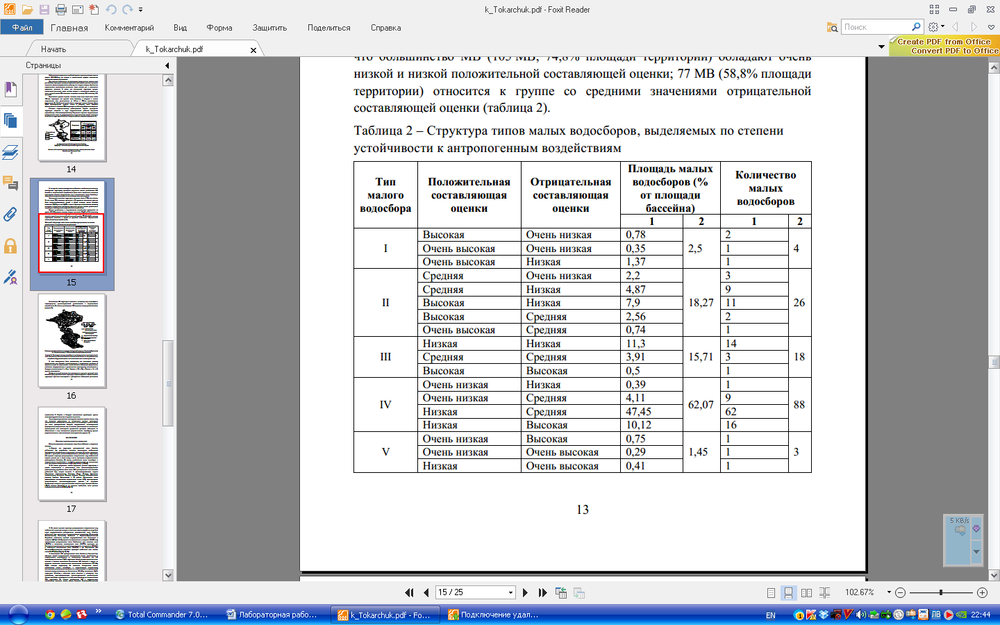 k_Tokarchuk.pdf - Foxit Reader
Файл Главная Комментарий Вид Форма Защитить Поделиться Справка
Поиск
Начать
k_Tokarchuk.pdf
Create PDF from Office
Convert PDF to Office
Страницы
14
15
16
17
что большинство МВ (105 МВ, 74,8% площади территории) обладают очень
низкой и низкой положительной составляющей оценки; 77 МВ (58,8% площади
территории) относится к группе со средними значениями отрицательной
составляющей оценки (таблица 2).
Таблица 2 – Структура типов малых водосборов, выделяемых по степени
устойчивости к антропогенным воздействиям
Тип малого водосбора Положительная составляющая оценки Отрицательная составляющая оценки Площадь малых водосборов (% от площади бассейна) Количество малых водосборов
1 2 1 2
I Высокая Очень низкая 0,78 2,5 2 4
Очень высокая Очень низкая 0,35 1
Очень высокая Низкая 1,37 1
II Средняя Очень низкая 2,2 18,27 3 26
Средняя Низкая 4,87 9
Высокая Низкая 7,9 11
Высокая Средняя 2,56 2
Очень высокая Средняя 0,74 1
III Низкая Низкая 11,3 15,71 14 18
Средняя Средняя 3,91 3
Высокая Высокая 0,5 1
IV Очень низкая Низкая 0,39 62,07 1 88
Очень низкая Средняя 4,11 9
Низкая Средняя 47,45 62
Низкая Высокая 10,12 16
V Очень низкая Высокая 0,75 1,45 1 3
Очень низкая Очень высокая 0,29 1
Низкая Очень высокая 0,41 1
13
5 KB/s
15 / 25
102.67%
Total Commander 7.0... Лабораторная рабо... k_Tokarchuk.pdf - Fo... Подключение удал... EN ЛВ 22:44